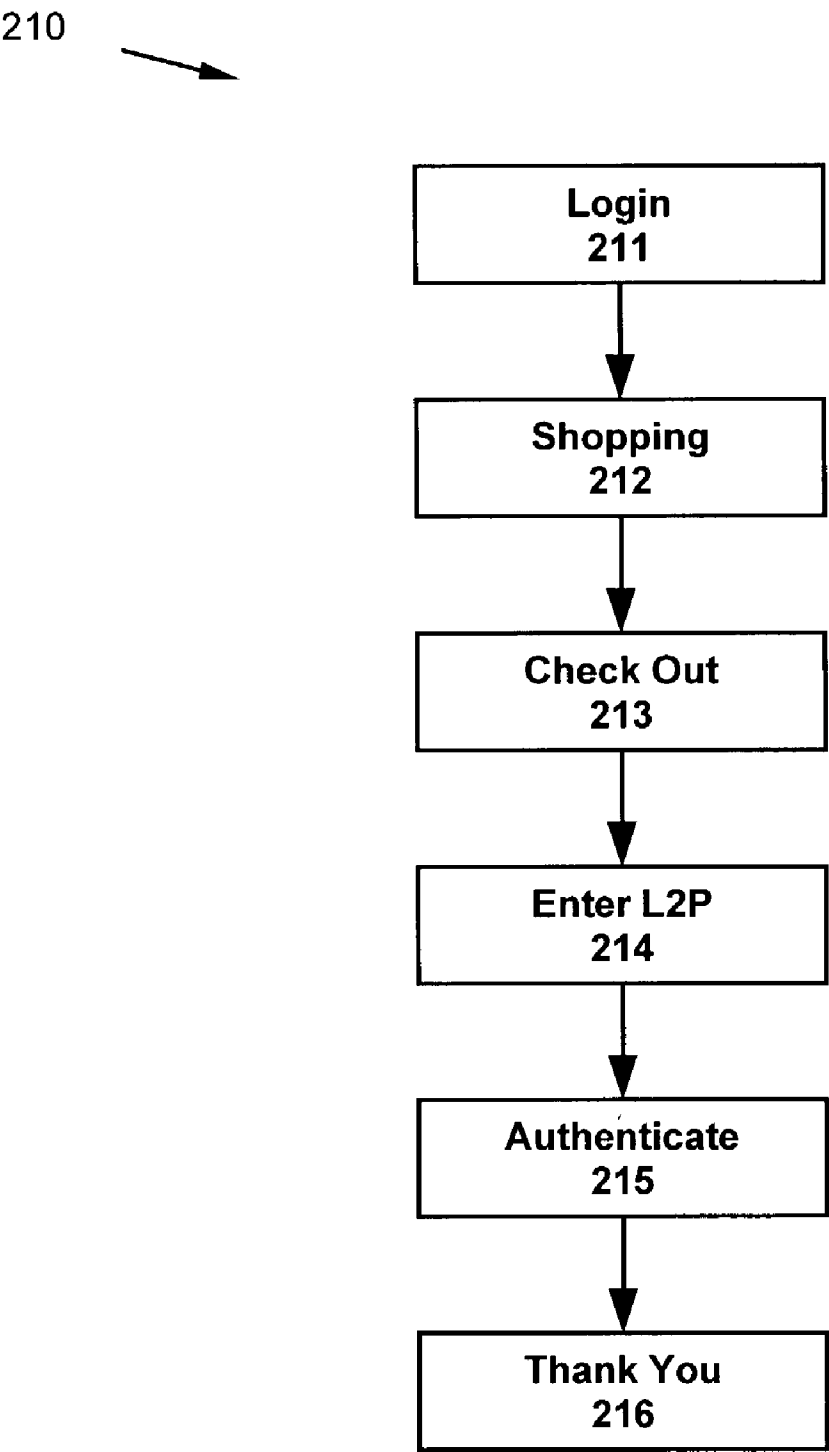 210
Login
211
Shopping
212
Check Out
213
Enter L2P
214
Authenticate
215
Thank You
216